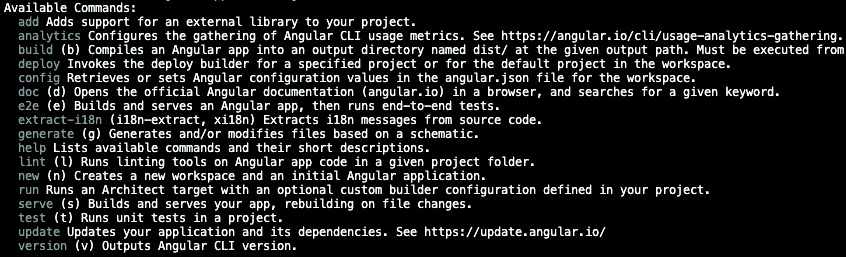 Available Commands:
add Adds support for an external library to your project.
analytics Configures the gathering of Angular CLI usage metrics. See https://angular.io/cli/usage-analytics-gathering.
build (b) Compiles an Angular app into an output directory named dist/ at the given output path. Must be executed from
deploy Invokes the deploy builder for a specified project or for the default project in the workspace.
config Retrieves or sets Angular configuration values in the angular.json file for the workspace.
doc (d) Opens the official Angular documentation (angular.io) in a browser, and searches for a given keyword.
e2e (e) Builds and serves an Angular app, then runs end-to-end tests.
extract-i18n (i18n-extract, xi18n) Extracts i18n messages from source code.
generate (g) Generates and/or modifies files based on a schematic.
help Lists available commands and their short descriptions.
lint (l) Runs linting tools on Angular app code in a given project folder.
new (n) Creates a new workspace and an initial Angular application.
run Runs an Architect target with an optional custom builder configuration defined in your project.
serve (s) Builds and serves your app, rebuilding on file changes.
test (t) Runs unit tests in a project.
update Updates your application and its dependencies. See https://update.angular.io/
version (v) Outputs Angular CLI version.